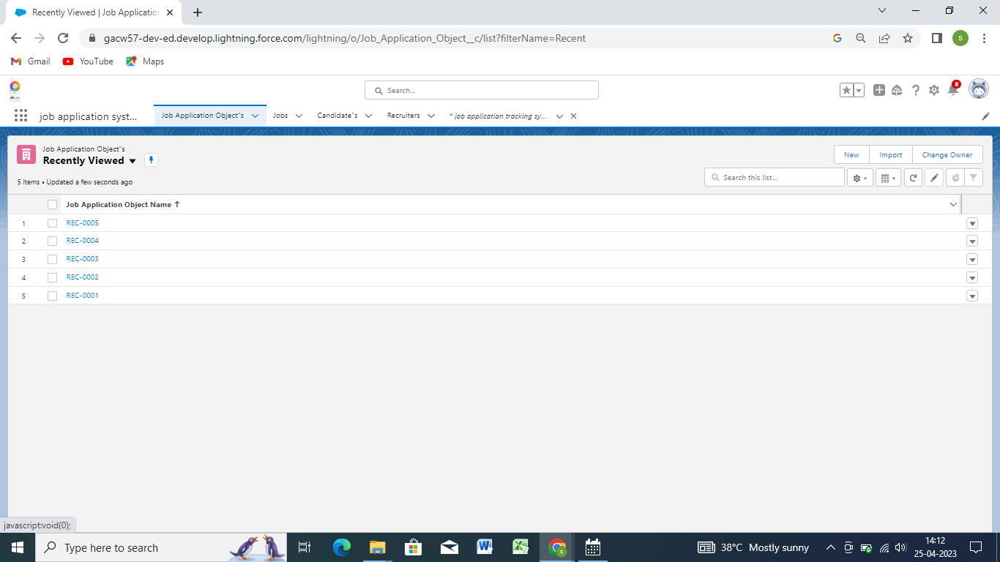 Recently Viewed | Job Application
gacw57-dev-ed.develop.lightning.force.com/lightning/o/Job_Application_Object__c/list?filterName=Recent
S
Gmail YouTube Maps
Search...
8
job application syst... Job Application Object"s Jobs Candidate"s Recruiters * job application tracking sy...
Job Application Object"s
Recently Viewed
New Import Change Owner
5 items • Updated a few seconds ago
Search this list...
Job Application Object Name ↑
1 REC-0005
2 REC-0004
3 REC-0003
4 REC-0002
5 REC-0001
javascript:void(0);
Type here to search
38°C Mostly sunny
14:12
25-04-2023